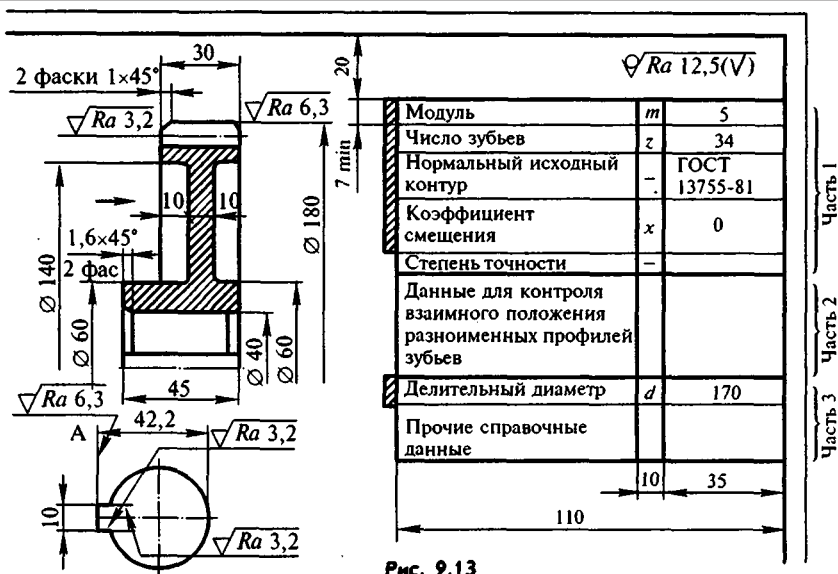 30
2 фаски 1×45°
Ra 3,2
Ra 6,3
20
7 min
Ra 12,5(√)
10
10
1,6×45°
2 фас
Ø 140
Ø 60
Ø 180
Ø 40
Ø 60
45
Ra 6,3
А
42,2
Ra 3,2
10
Ra 3,2
Модуль m 5
Число зубьев z 34
Нормальный исходный
контур – ГОСТ
13755-81
Коэффициент
смещения x 0
Степень точности –
Данные для контроля
взаимного положения
разноименных профилей
зубьев
Делительный диаметр d 170
Прочие справочные
данные
Часть 1
Часть 2
Часть 3
10
35
110
Рис. 9.13